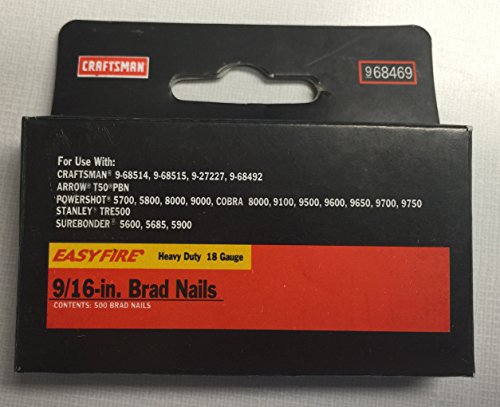 CRAFTSMAN
968469
For Use With:
CRAFTSMAN® 9-68514, 9-68515, 9-27227, 9-68492
ARROW® T50®PBN
POWERSHOT® 5700, 5800, 8000, 9000, COBRA 8000, 9100, 9500, 9600, 9650, 9700, 9750
STANLEY® TRE500
SUREBONDER® 5600, 5685, 5900
EASYFIRE® Heavy Duty 18 Gauge
9/16-in. Brad Nails
CONTENTS: 500 BRAD NAILS